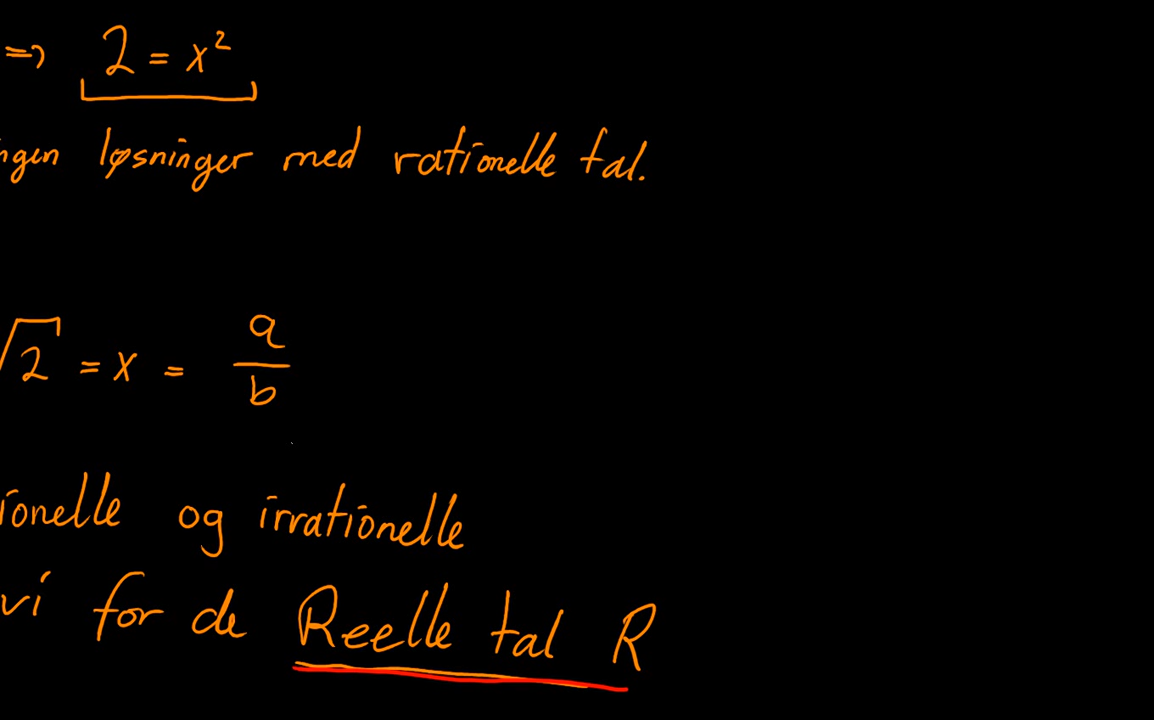 => 2 = x²
ngen løsninger med rationelle tal.
√2 = x = a/b
ionelle og irrationelle
vi for de Reelle tal R